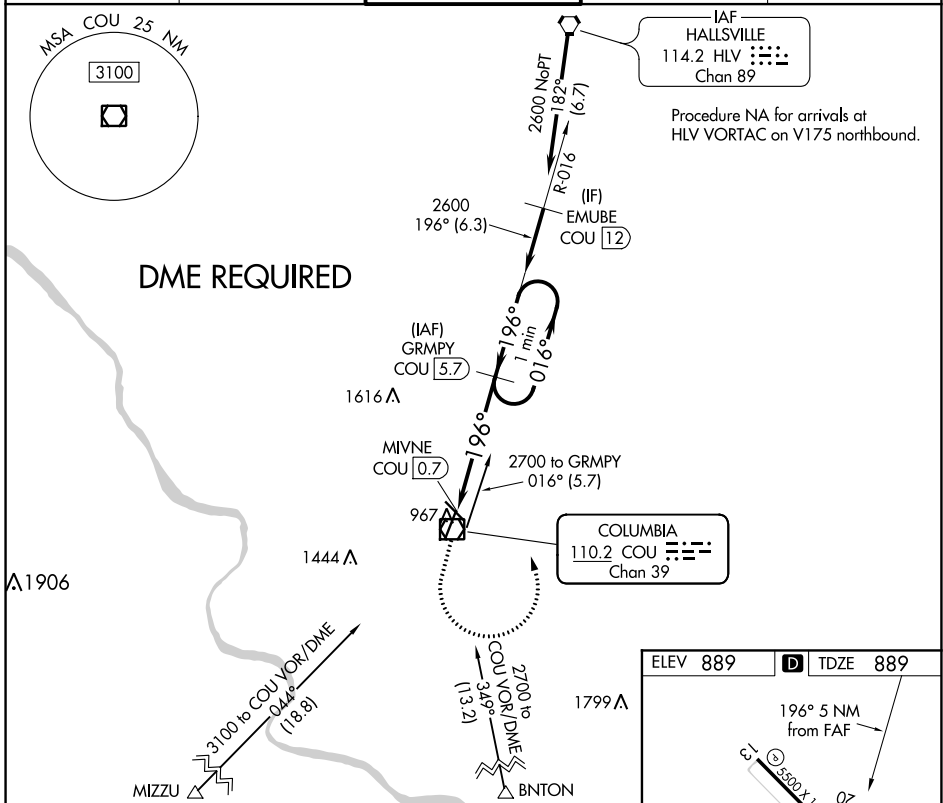 MSA COU 25 NM
3100
IAF
HALLSVILLE
114.2 HLV
Chan 89
Procedure NA for arrivals at
HLV VORTAC on V175 northbound.
2600 NoPT
182°
(6.7)
R-016
(IF)
EMUBE
COU 12
2600
196° (6.3)
DME REQUIRED
196°
1 min
016°
(IAF)
GRMPY
COU 5.7
1616
196°
MIVNE
COU 0.7
2700 to GRMPY
016° (5.7)
967
COLUMBIA
110.2 COU
Chan 39
1444
1906
3100 to COU VOR/DME
044°
(18.8)
MIZZU
2700 to
COU VOR/DME
349°
(13.2)
BNTON
1799
ELEV 889
D
TDZE 889
196° 5 NM
from FAF
13
P
5500 X